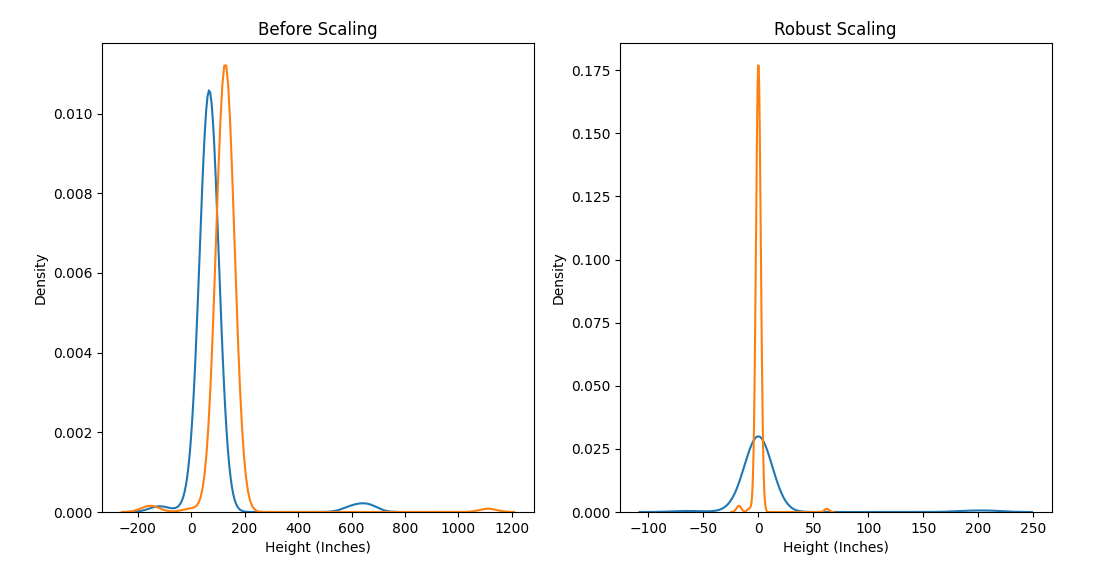 Before Scaling
Density
0.010
0.008
0.006
0.004
0.002
0.000
−200 0 200 400 600 800 1000 1200
Height (Inches)
Robust Scaling
Density
0.175
0.150
0.125
0.100
0.075
0.050
0.025
0.000
−100 −50 0 50 100 150 200 250
Height (Inches)